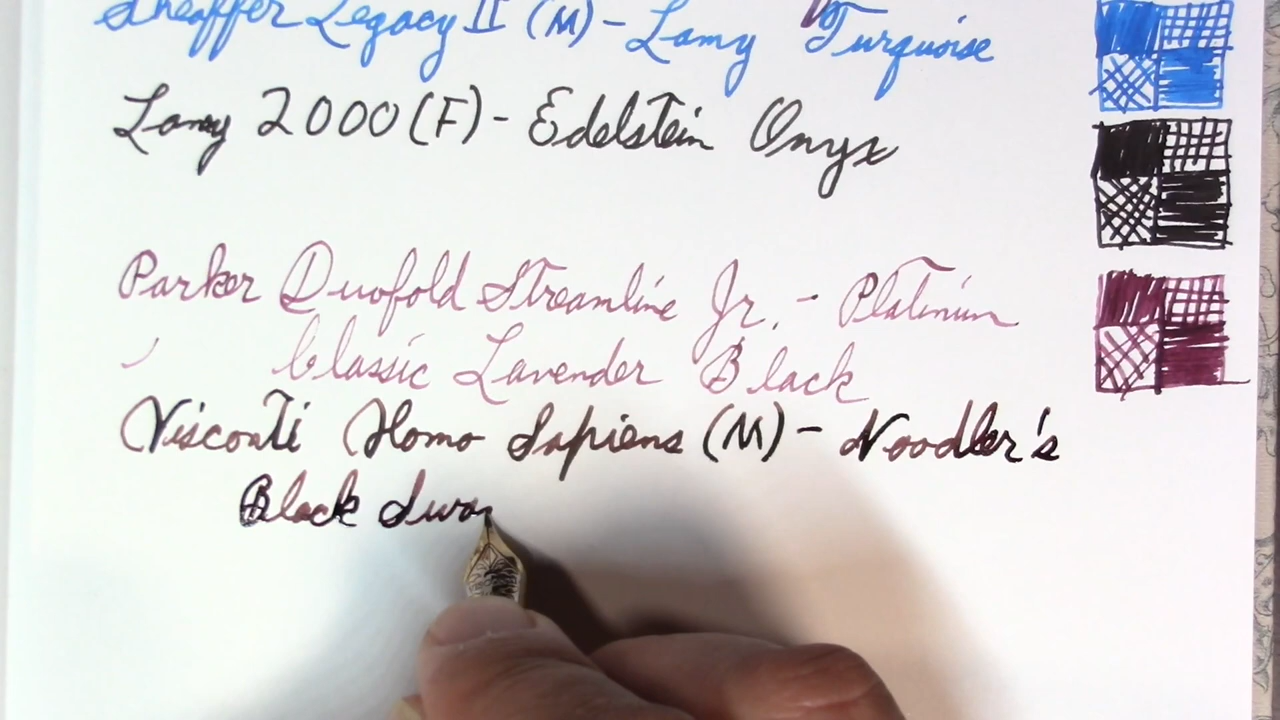 Sheaffer Legacy II (M) - Lamy Turquoise
Lamy 2000 (F) - Edelstein Onyx
Parker Duofold Streamline Jr. - Platinum
Classic Lavender Black
Visconti Homo Sapiens (M) - Noodler's
Black Swan